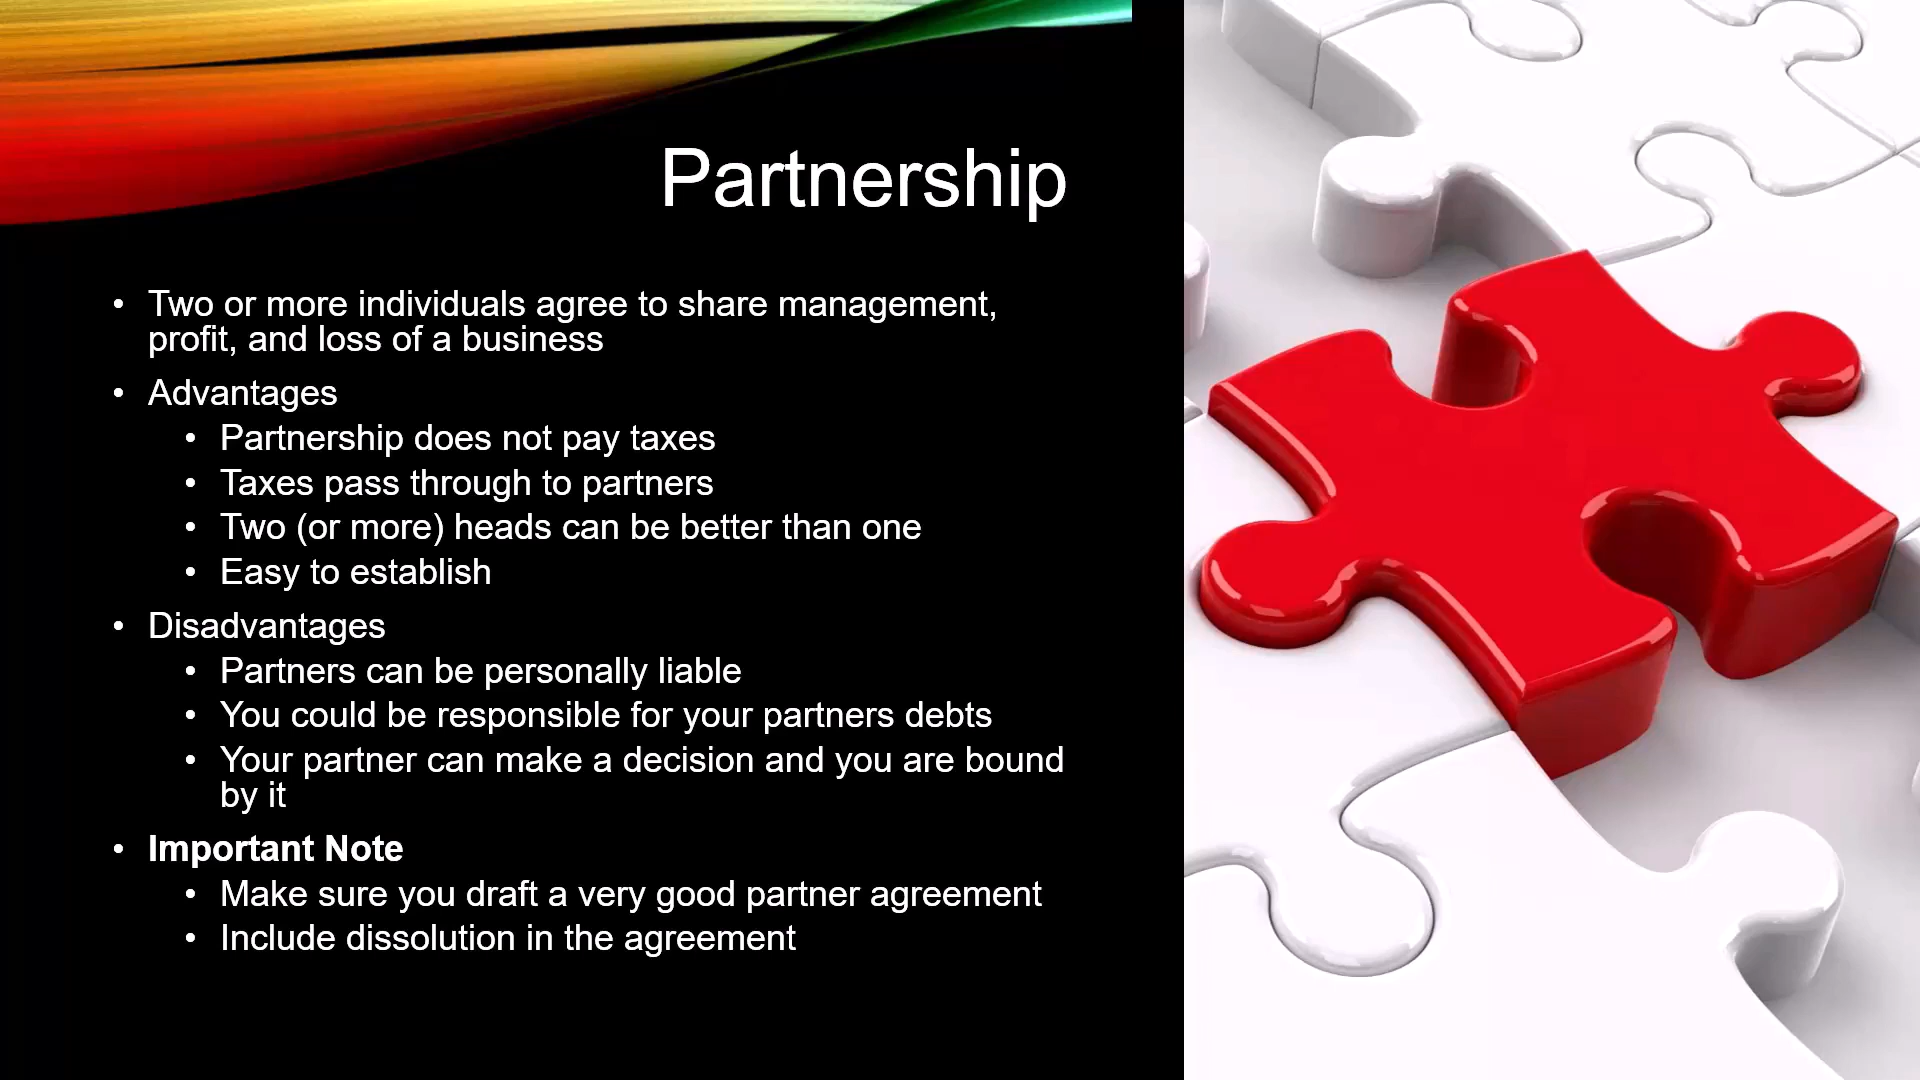 Partnership
• Two or more individuals agree to share management,
profit, and loss of a business
• Advantages
• Partnership does not pay taxes
• Taxes pass through to partners
• Two (or more) heads can be better than one
• Easy to establish
• Disadvantages
• Partners can be personally liable
• You could be responsible for your partners debts
• Your partner can make a decision and you are bound
by it
• Important Note
• Make sure you draft a very good partner agreement
• Include dissolution in the agreement